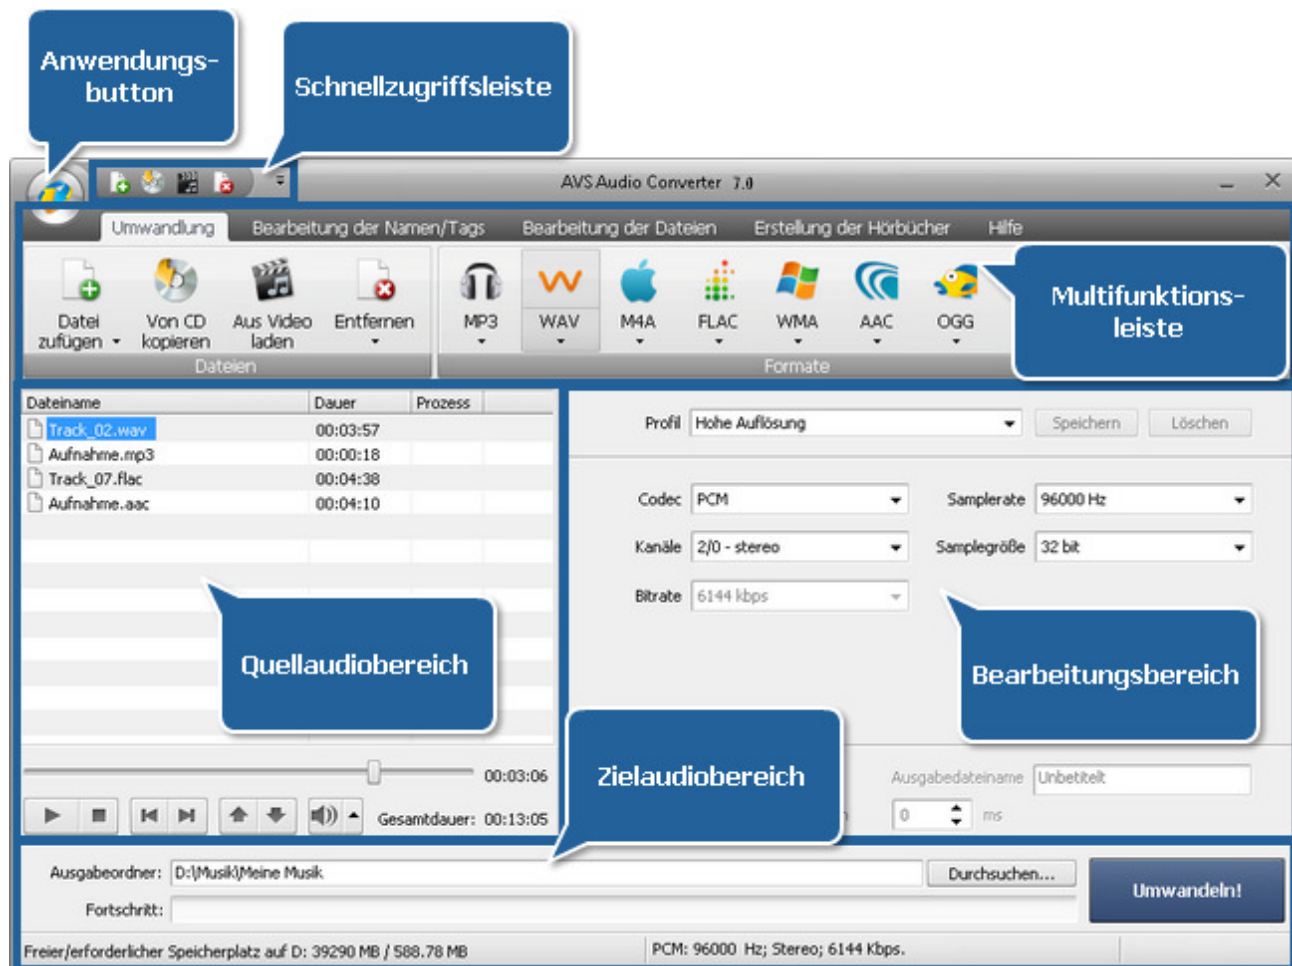 Anwendungs-
button
Schnellzugriffsleiste
AVS Audio Converter 7.0
Umwandlung Bearbeitung der Namen/Tags Bearbeitung der Dateien Erstellung der Hörbücher Hilfe
Datei
zufügen
Von CD
kopieren
Aus Video
laden
Entfernen
MP3 WAV M4A FLAC WMA AAC OGG
Multifunktions-
leiste
Dateien Formate
Dateiname Dauer Prozess
Track_02.wav 00:03:57
Aufnahme.mp3 00:00:18
Track_07.flac 00:04:38
Aufnahme.aac 00:04:10
Profil Hohe Auflösung Speichern Löschen
Codec PCM Samplerate 96000 Hz
Kanäle 2/0 - stereo Samplegröße 32 bit
Bitrate 6144 kbps
Quellaudiobereich
Bearbeitungsbereich
Zielaudiobereich
00:03:06
Gesamtdauer: 00:13:05
Ausgabedateiname Unbetitelt
0 ms
Ausgabeordner: D:\Musik\Meine Musik Durchsuchen...
Fortschritt:
Umwandeln!
Freier/erforderlicher Speicherplatz auf D: 39290 MB / 588.78 MB PCM: 96000 Hz; Stereo; 6144 Kbps.